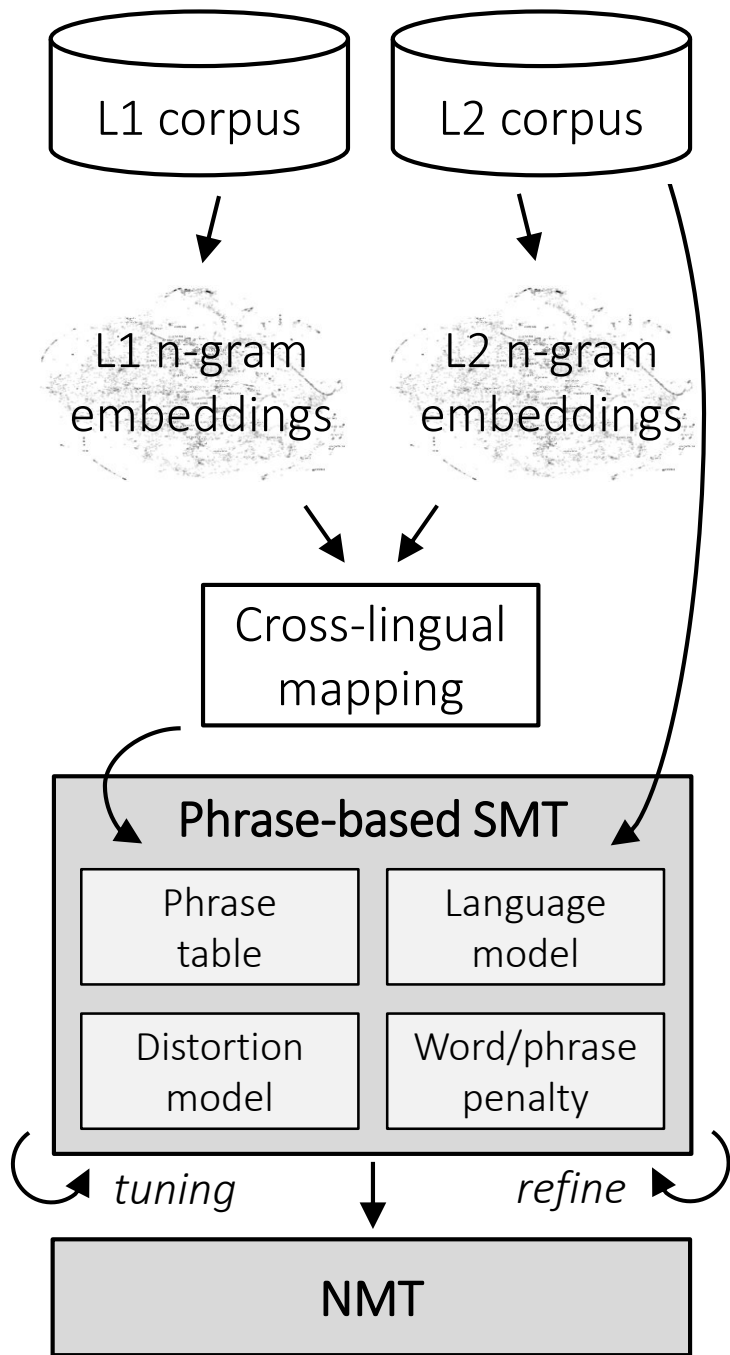 L1 corpus
L2 corpus
L1 n-gram
embeddings
L2 n-gram
embeddings
Cross-lingual
mapping
Phrase-based SMT
Phrase
table
Language
model
Distortion
model
Word/phrase
penalty
tuning
refine
NMT